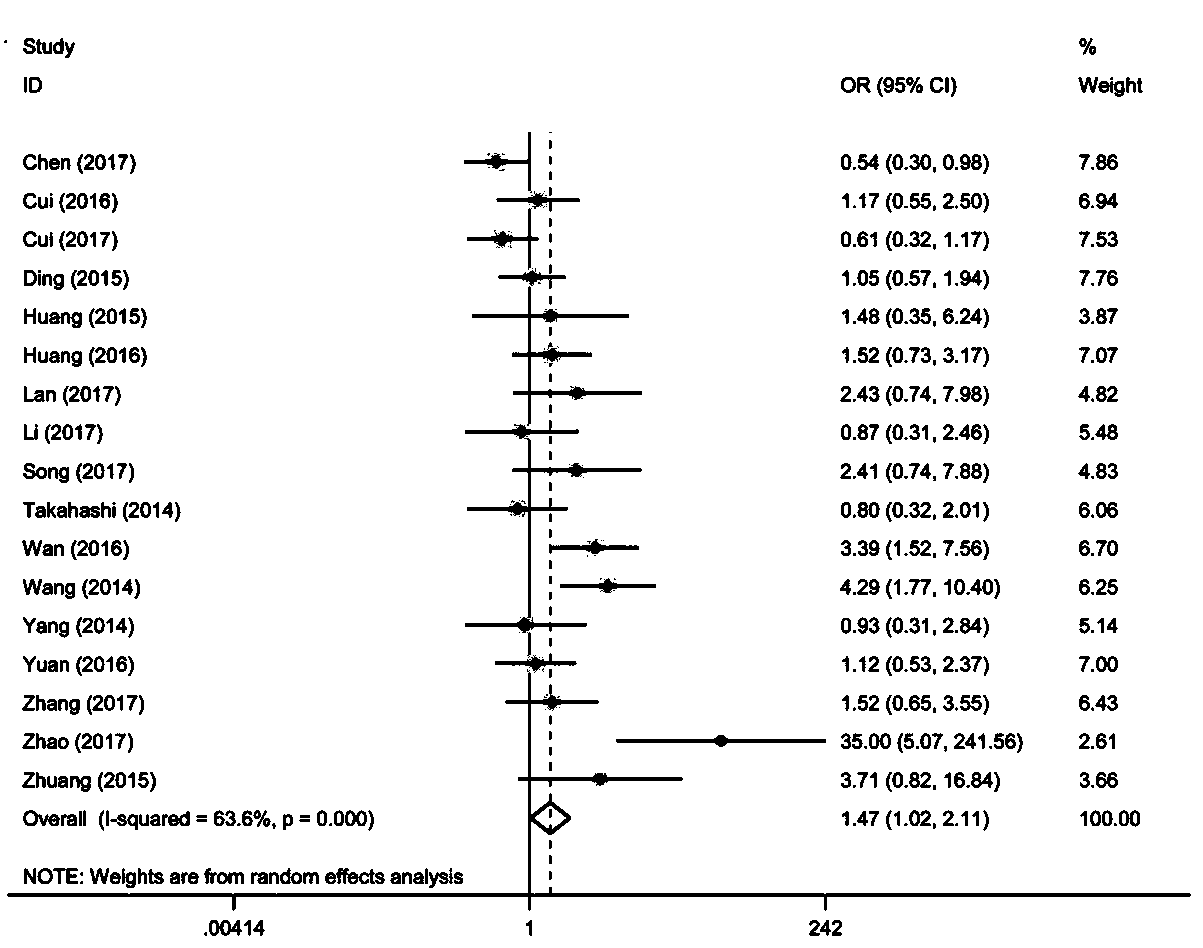 Study %
ID OR (95% CI) Weight
Chen (2017) 0.54 (0.30, 0.98) 7.86
Cui (2016) 1.17 (0.55, 2.50) 6.94
Cui (2017) 0.61 (0.32, 1.17) 7.53
Ding (2015) 1.05 (0.57, 1.94) 7.76
Huang (2015) 1.48 (0.35, 6.24) 3.87
Huang (2016) 1.52 (0.73, 3.17) 7.07
Lan (2017) 2.43 (0.74, 7.98) 4.82
Li (2017) 0.87 (0.31, 2.46) 5.48
Song (2017) 2.41 (0.74, 7.88) 4.83
Takahashi (2014) 0.80 (0.32, 2.01) 6.06
Wan (2016) 3.39 (1.52, 7.56) 6.70
Wang (2014) 4.29 (1.77, 10.40) 6.25
Yang (2014) 0.93 (0.31, 2.84) 5.14
Yuan (2016) 1.12 (0.53, 2.37) 7.00
Zhang (2017) 1.52 (0.65, 3.55) 6.43
Zhao (2017) 35.00 (5.07, 241.56) 2.61
Zhuang (2015) 3.71 (0.82, 16.84) 3.66
Overall (I-squared = 63.6%, p = 0.000) 1.47 (1.02, 2.11) 100.00
NOTE: Weights are from random effects analysis
.00414 1 242